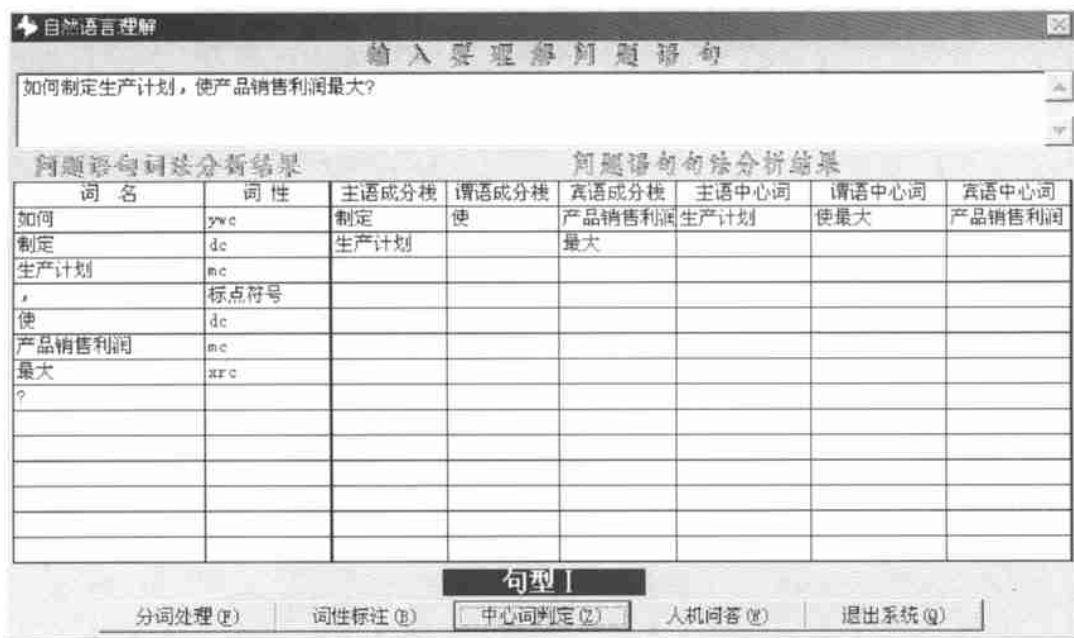 自然语言理解
输入要理解问题语句
如何制定生产计划，使产品销售利润最大?
问题语句词法分析结果 问题语句句法分析结果
词 名 词 性 主语成分栈 谓语成分栈 宾语成分栈 主语中心词 谓语中心词 宾语中心词
如何 ywc 制定 使 产品销售利润 生产计划 使最大 产品销售利润
制定 dc 生产计划 最大
生产计划 mc
， 标点符号
使 dc
产品销售利润 mc
最大 xrc
?
句型 I
分词处理(F) 词性标注(B) 中心词判定(Z) 人机问答(W) 退出系统(Q)